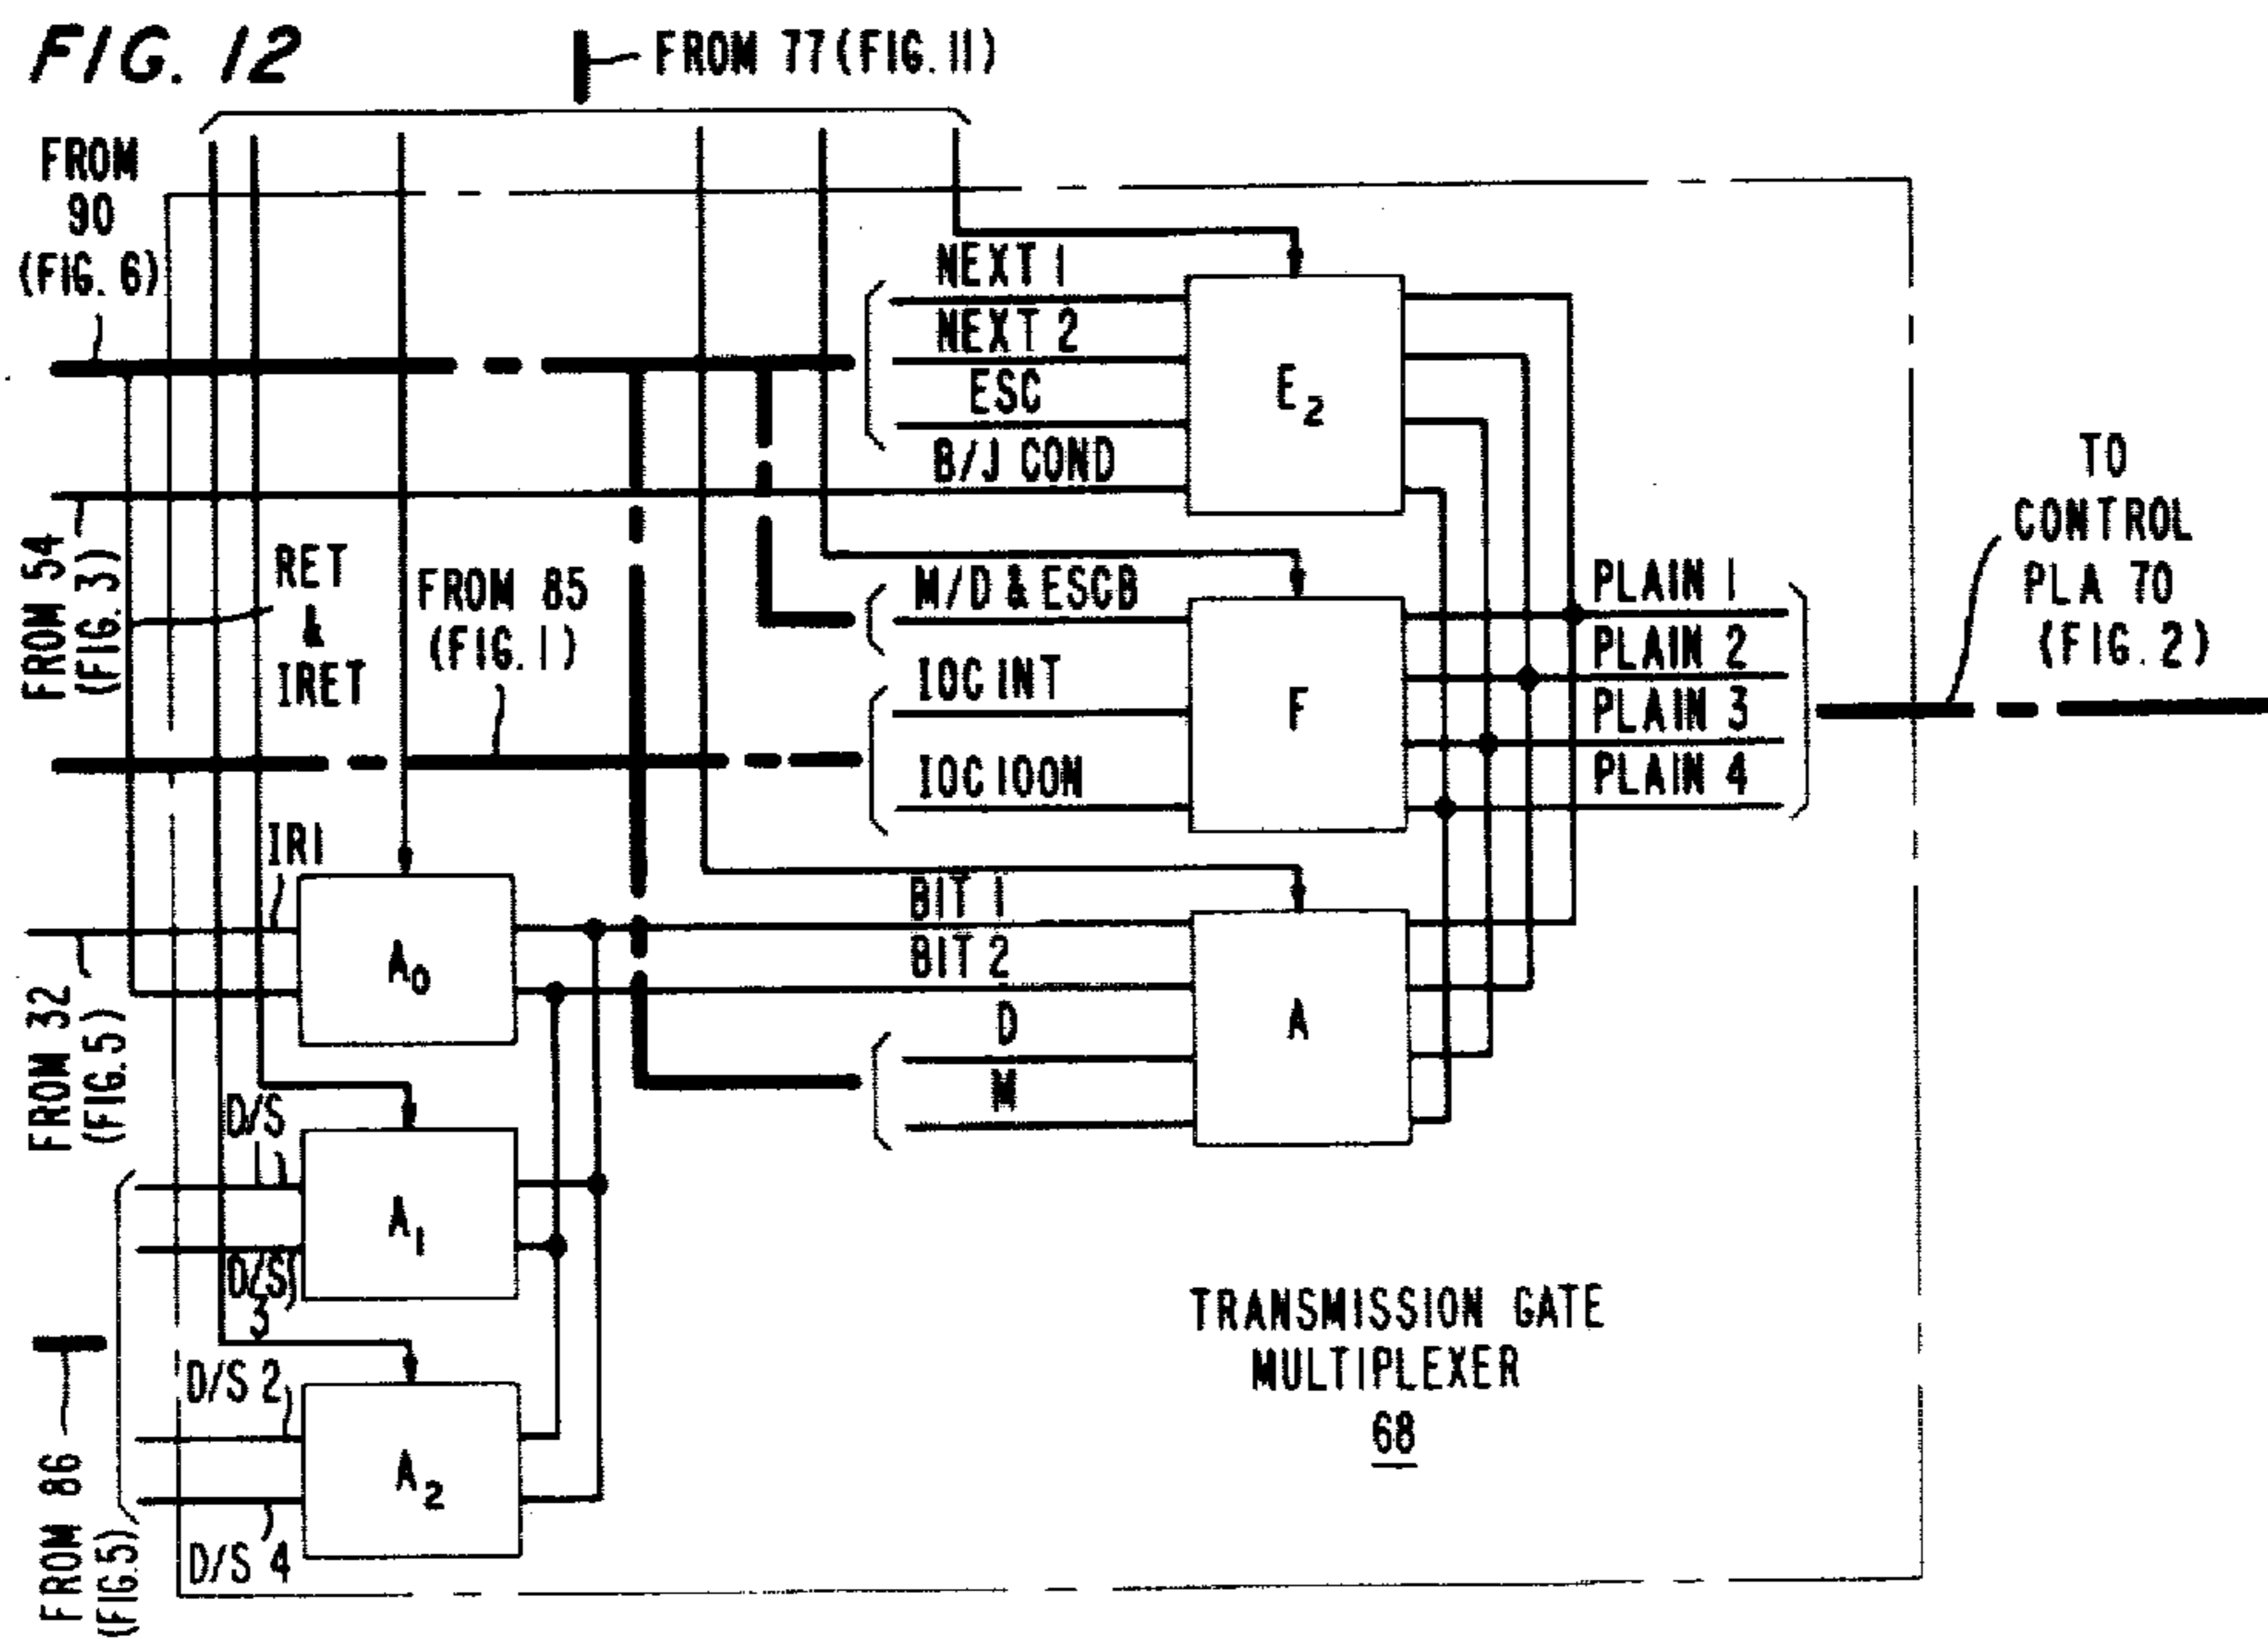 FIG. 12
FROM 77 (FIG. 11)
FROM
90
(FIG. 6)
NEXT 1
NEXT 2
ESC
B/J COND
E2
FROM 54
(FIG. 3)
RET
&
IRET
FROM 85
(FIG. 1)
M/D & ESCB
IOC INT
IOC 100M
F
PLAIN 1
PLAIN 2
PLAIN 3
PLAIN 4
TO
CONTROL
PLA 70
(FIG. 2)
IR1
FROM 32
(FIG. 5)
A0
BIT 1
BIT 2
D
M
A
D/S
1
A1
D/S
3
D/S 2
A2
D/S 4
FROM 86
(FIG. 5)
TRANSMISSION GATE
MULTIPLEXER
68